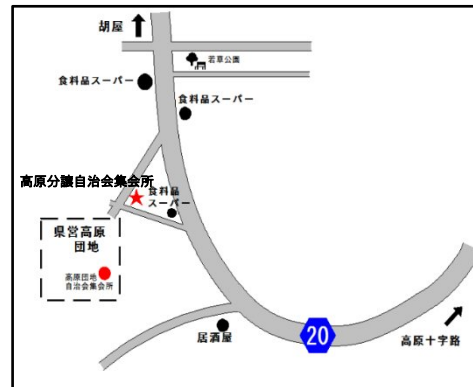 胡屋
若草公園
食料品スーパー
食料品スーパー
高原分譲自治会集会所
食料品
スーパー
県営高原
団地
高原団地
自治会集会所
居酒屋
20
高原十字路